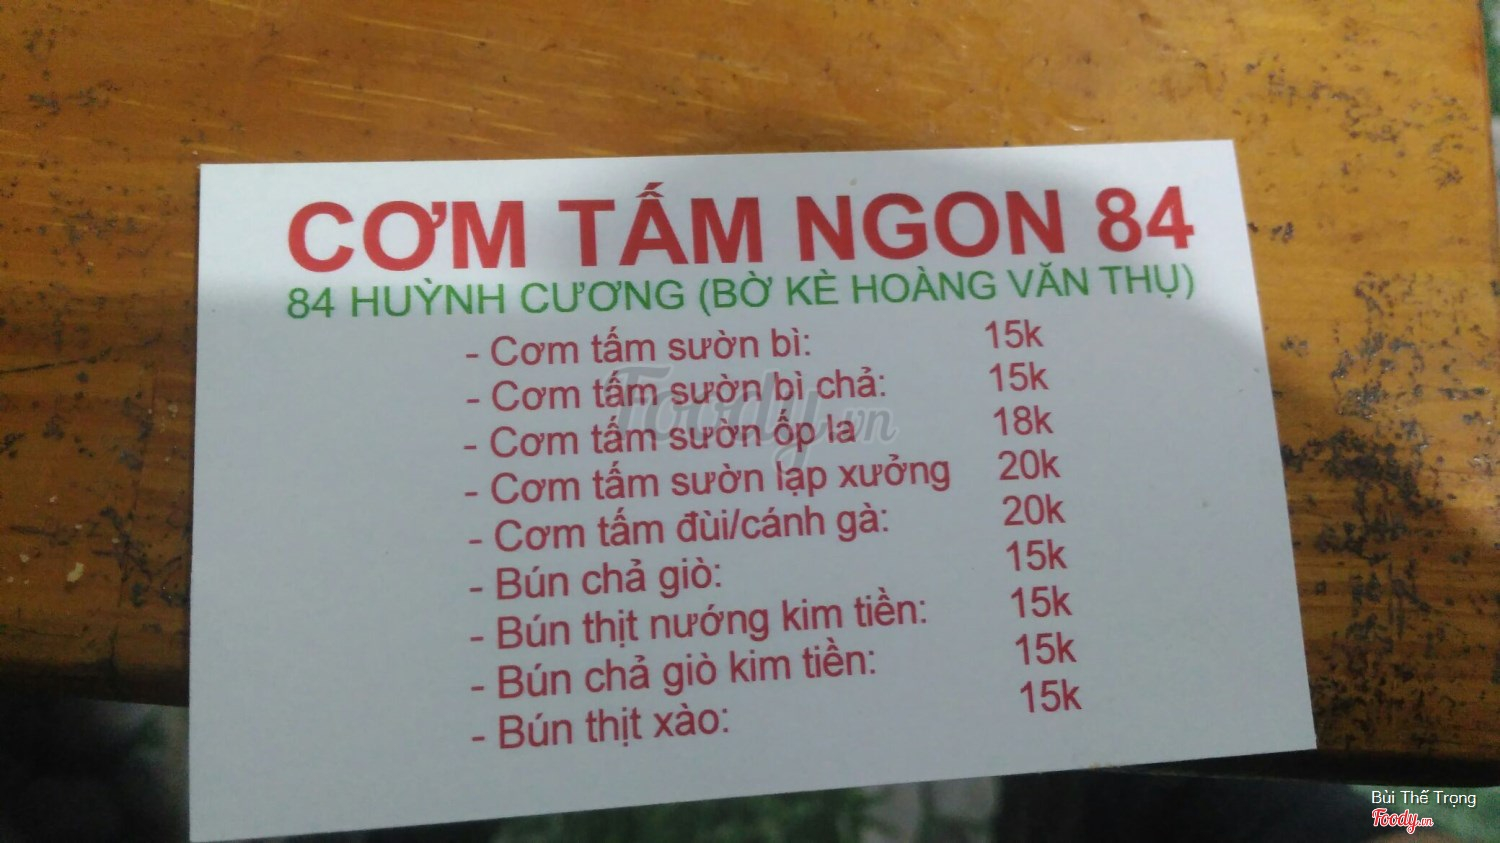 CƠM TẤM NGON 84
84 HUỲNH CƯƠNG (BỜ KÈ HOÀNG VĂN THỤ)
- Cơm tấm sườn bì: 15k
- Cơm tấm sườn bì chả: 15k
- Cơm tấm sườn ốp la 18k
- Cơm tấm sườn lạp xưởng 20k
- Cơm tấm đùi/cánh gà: 20k
- Bún chả giò: 15k
- Bún thịt nướng kim tiền: 15k
- Bún chả giò kim tiền: 15k
- Bún thịt xào: 15k
Foody.vn
Bùi Thế Trọng
Foody.vn